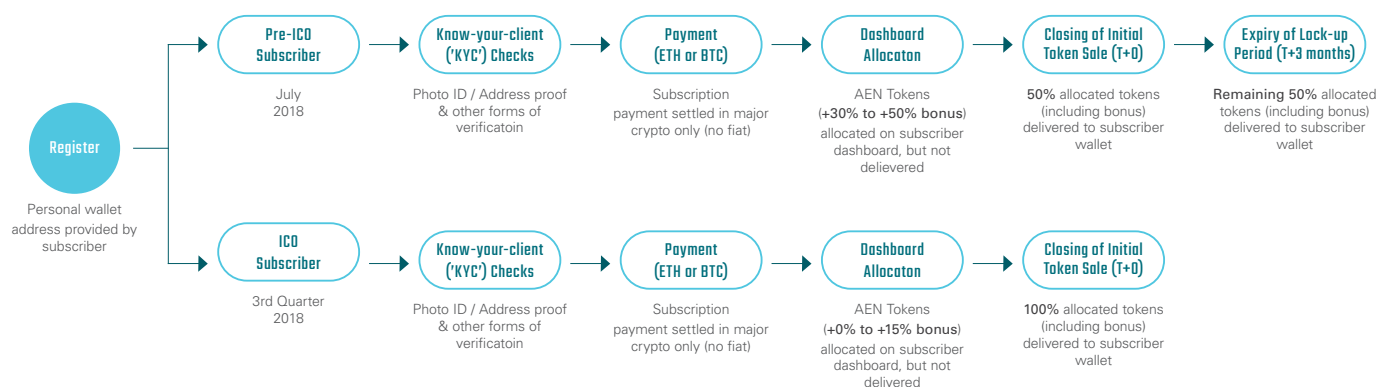 Register
Personal wallet
address provided by
subscriber
Pre-ICO
Subscriber
July
2018
Know-your-client
('KYC') Checks
Photo ID / Address proof
& other forms of
verificatoin
Payment
(ETH or BTC)
Subscription
payment settled in major
crypto only (no fiat)
Dashboard
Allocaton
AEN Tokens
(+30% to +50% bonus)
allocated on subscriber
dashboard, but not
delievered
Closing of Initial
Token Sale (T+0)
50% allocated tokens
(including bonus)
delivered to subscriber
wallet
Expiry of Lock-up
Period (T+3 months)
Remaining 50% allocated
tokens (including bonus)
delivered to subscriber
wallet
ICO
Subscriber
3rd Quarter
2018
Know-your-client
('KYC') Checks
Photo ID / Address proof
& other forms of
verificatoin
Payment
(ETH or BTC)
Subscription
payment settled in major
crypto only (no fiat)
Dashboard
Allocaton
AEN Tokens
(+0% to +15% bonus)
allocated on subscriber
dashboard, but not
delivered
Closing of Initial
Token Sale (T+0)
100% allocated tokens
(including bonus)
delivered to subscriber
wallet